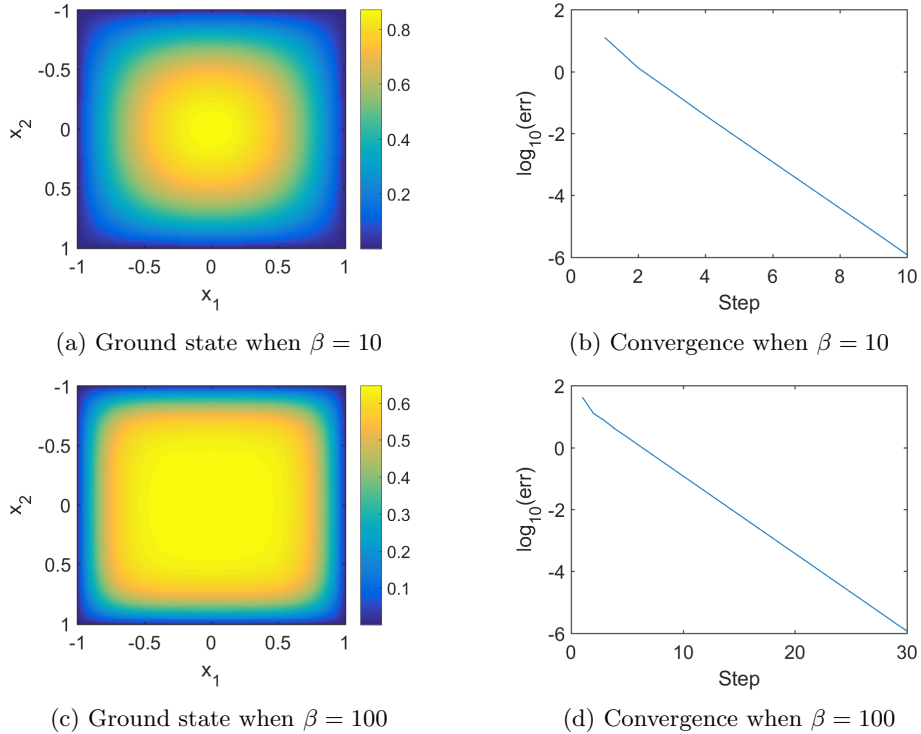 -1
-0.5
0
0.5
1
x2
-1 -0.5 0 0.5 1
x1
0.8
0.6
0.4
0.2
(a) Ground state when β = 10
2
0
-2
-4
-6
log10(err)
0 2 4 6 8 10
Step
(b) Convergence when β = 10
-1
-0.5
0
0.5
1
x2
-1 -0.5 0 0.5 1
x1
0.6
0.5
0.4
0.3
0.2
0.1
(c) Ground state when β = 100
2
0
-2
-4
-6
log10(err)
0 10 20 30
Step
(d) Convergence when β = 100